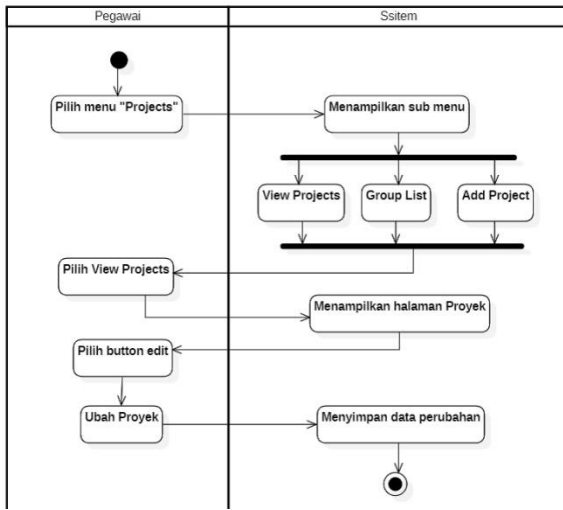 Pegawai
Ssitem
Pilih menu "Projects"
Menampilkan sub menu
View Projects
Group List
Add Project
Pilih View Projects
Menampilkan halaman Proyek
Pilih button edit
Ubah Proyek
Menyimpan data perubahan